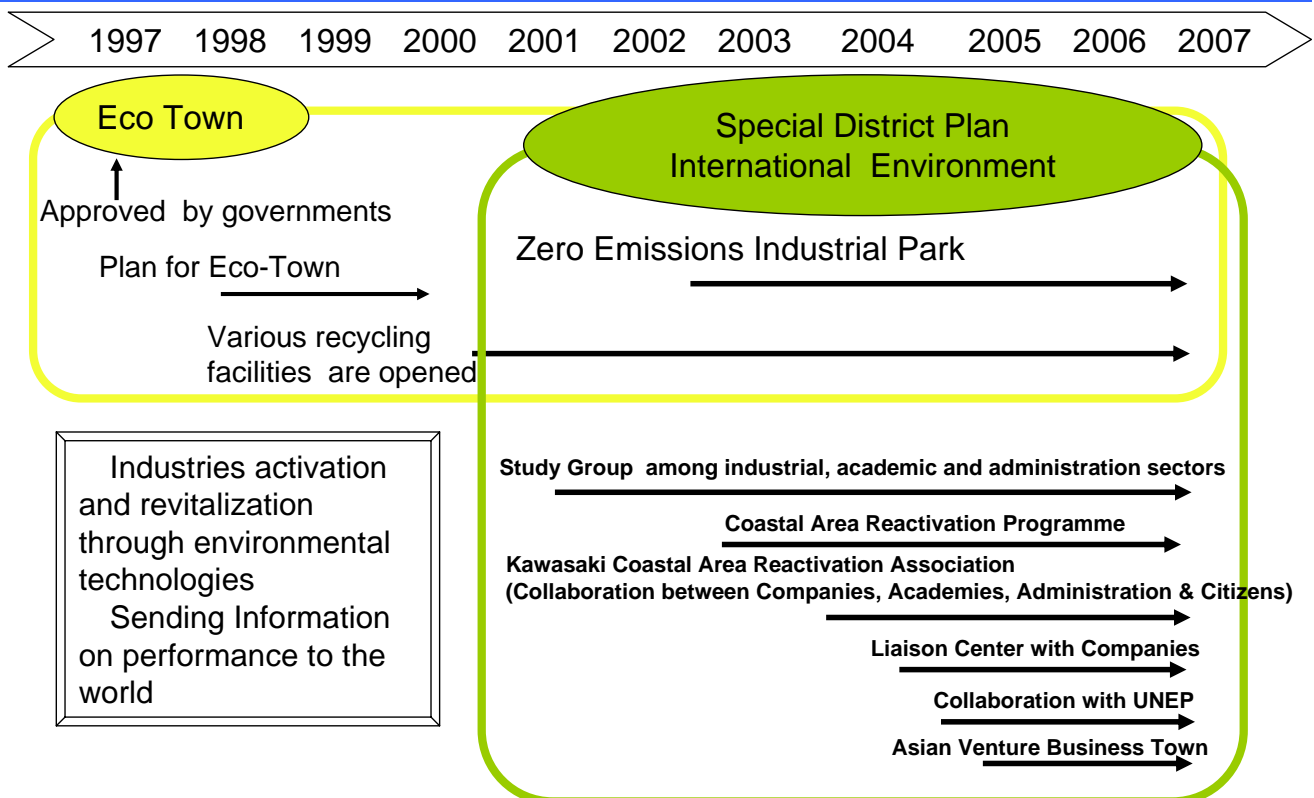 1997 1998 1999 2000 2001 2002 2003 2004 2005 2006 2007
Eco Town
Special District Plan
International Environment
Approved by governments
Plan for Eco-Town
Zero Emissions Industrial Park
Various recycling
facilities are opened
Industries activation
and revitalization
through environmental
technologies
Sending Information
on performance to the
world
Study Group among industrial, academic and administration sectors
Coastal Area Reactivation Programme
Kawasaki Coastal Area Reactivation Association
(Collaboration between Companies, Academies, Administration & Citizens)
Liaison Center with Companies
Collaboration with UNEP
Asian Venture Business Town